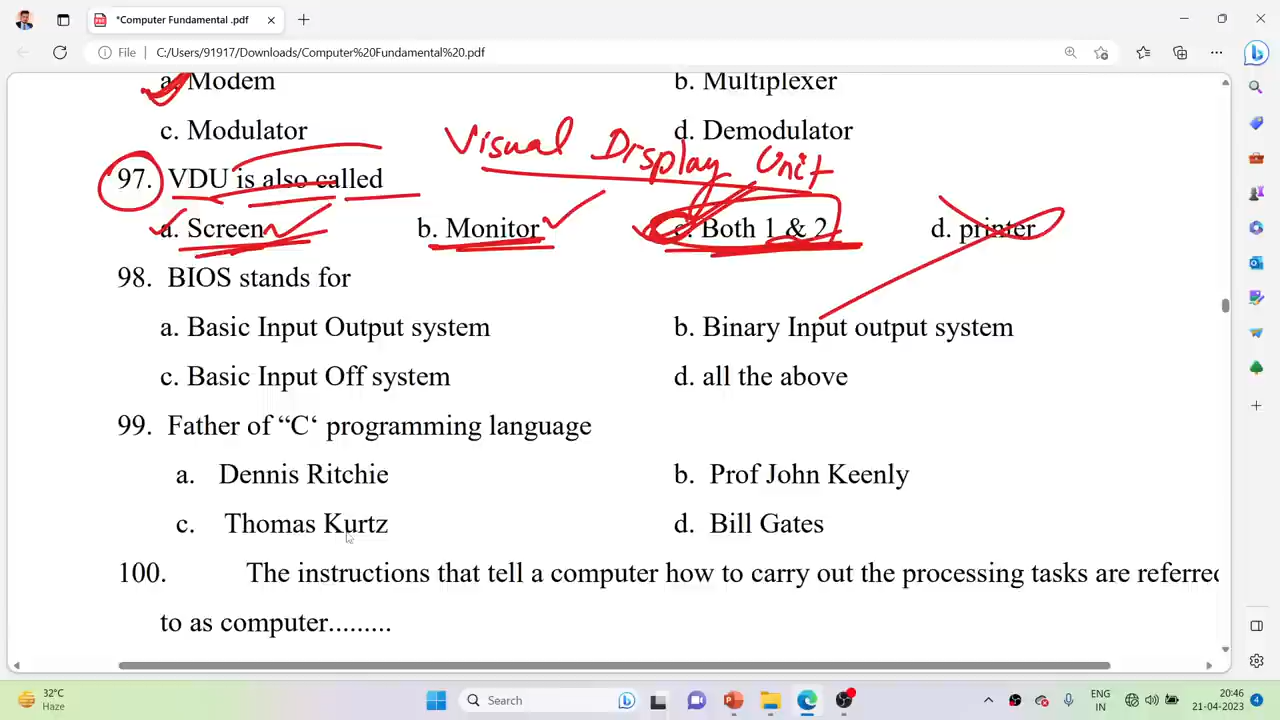 *Computer Fundamental .pdf
File C:/Users/91917/Downloads/Computer%20Fundamental%20.pdf
a. Modem b. Multiplexer
c. Modulator d. Demodulator
Visual Display Unit
97. VDU is also called
a. Screen b. Monitor c. Both 1 & 2 d. printer
98. BIOS stands for
a. Basic Input Output system b. Binary Input output system
c. Basic Input Off system d. all the above
99. Father of “C‘ programming language
a. Dennis Ritchie b. Prof John Keenly
c. Thomas Kurtz d. Bill Gates
100. The instructions that tell a computer how to carry out the processing tasks are referred
to as computer.........
32°C
Haze
Search
ENG
IN
20:46
21-04-2023
4